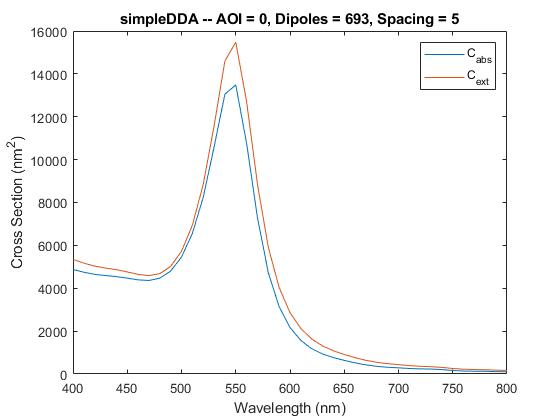 simpleDDA -- AOI = 0, Dipoles = 693, Spacing = 5
16000
14000
12000
10000
8000
6000
4000
2000
0
Cross Section (nm²)
C_abs
C_ext
400 450 500 550 600 650 700 750 800
Wavelength (nm)